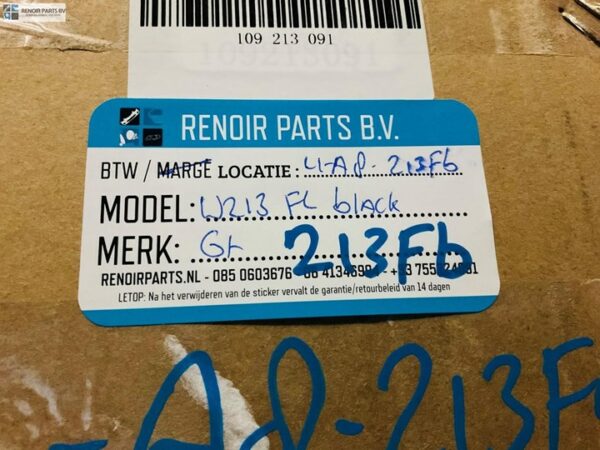 RENOIR PARTS BV
109 213 091
RENOIR PARTS B.V.
BTW / MARGE LOCATIE: 4-A8-213Fb
MODEL: W213 FL black
MERK: GL 213Fb
RENOIRPARTS.NL - 085 0603676 -
LETOP: Na het verwijderen van de sticker vervalt de garantie/retourbeleid van 14 dagen
-A8-213F